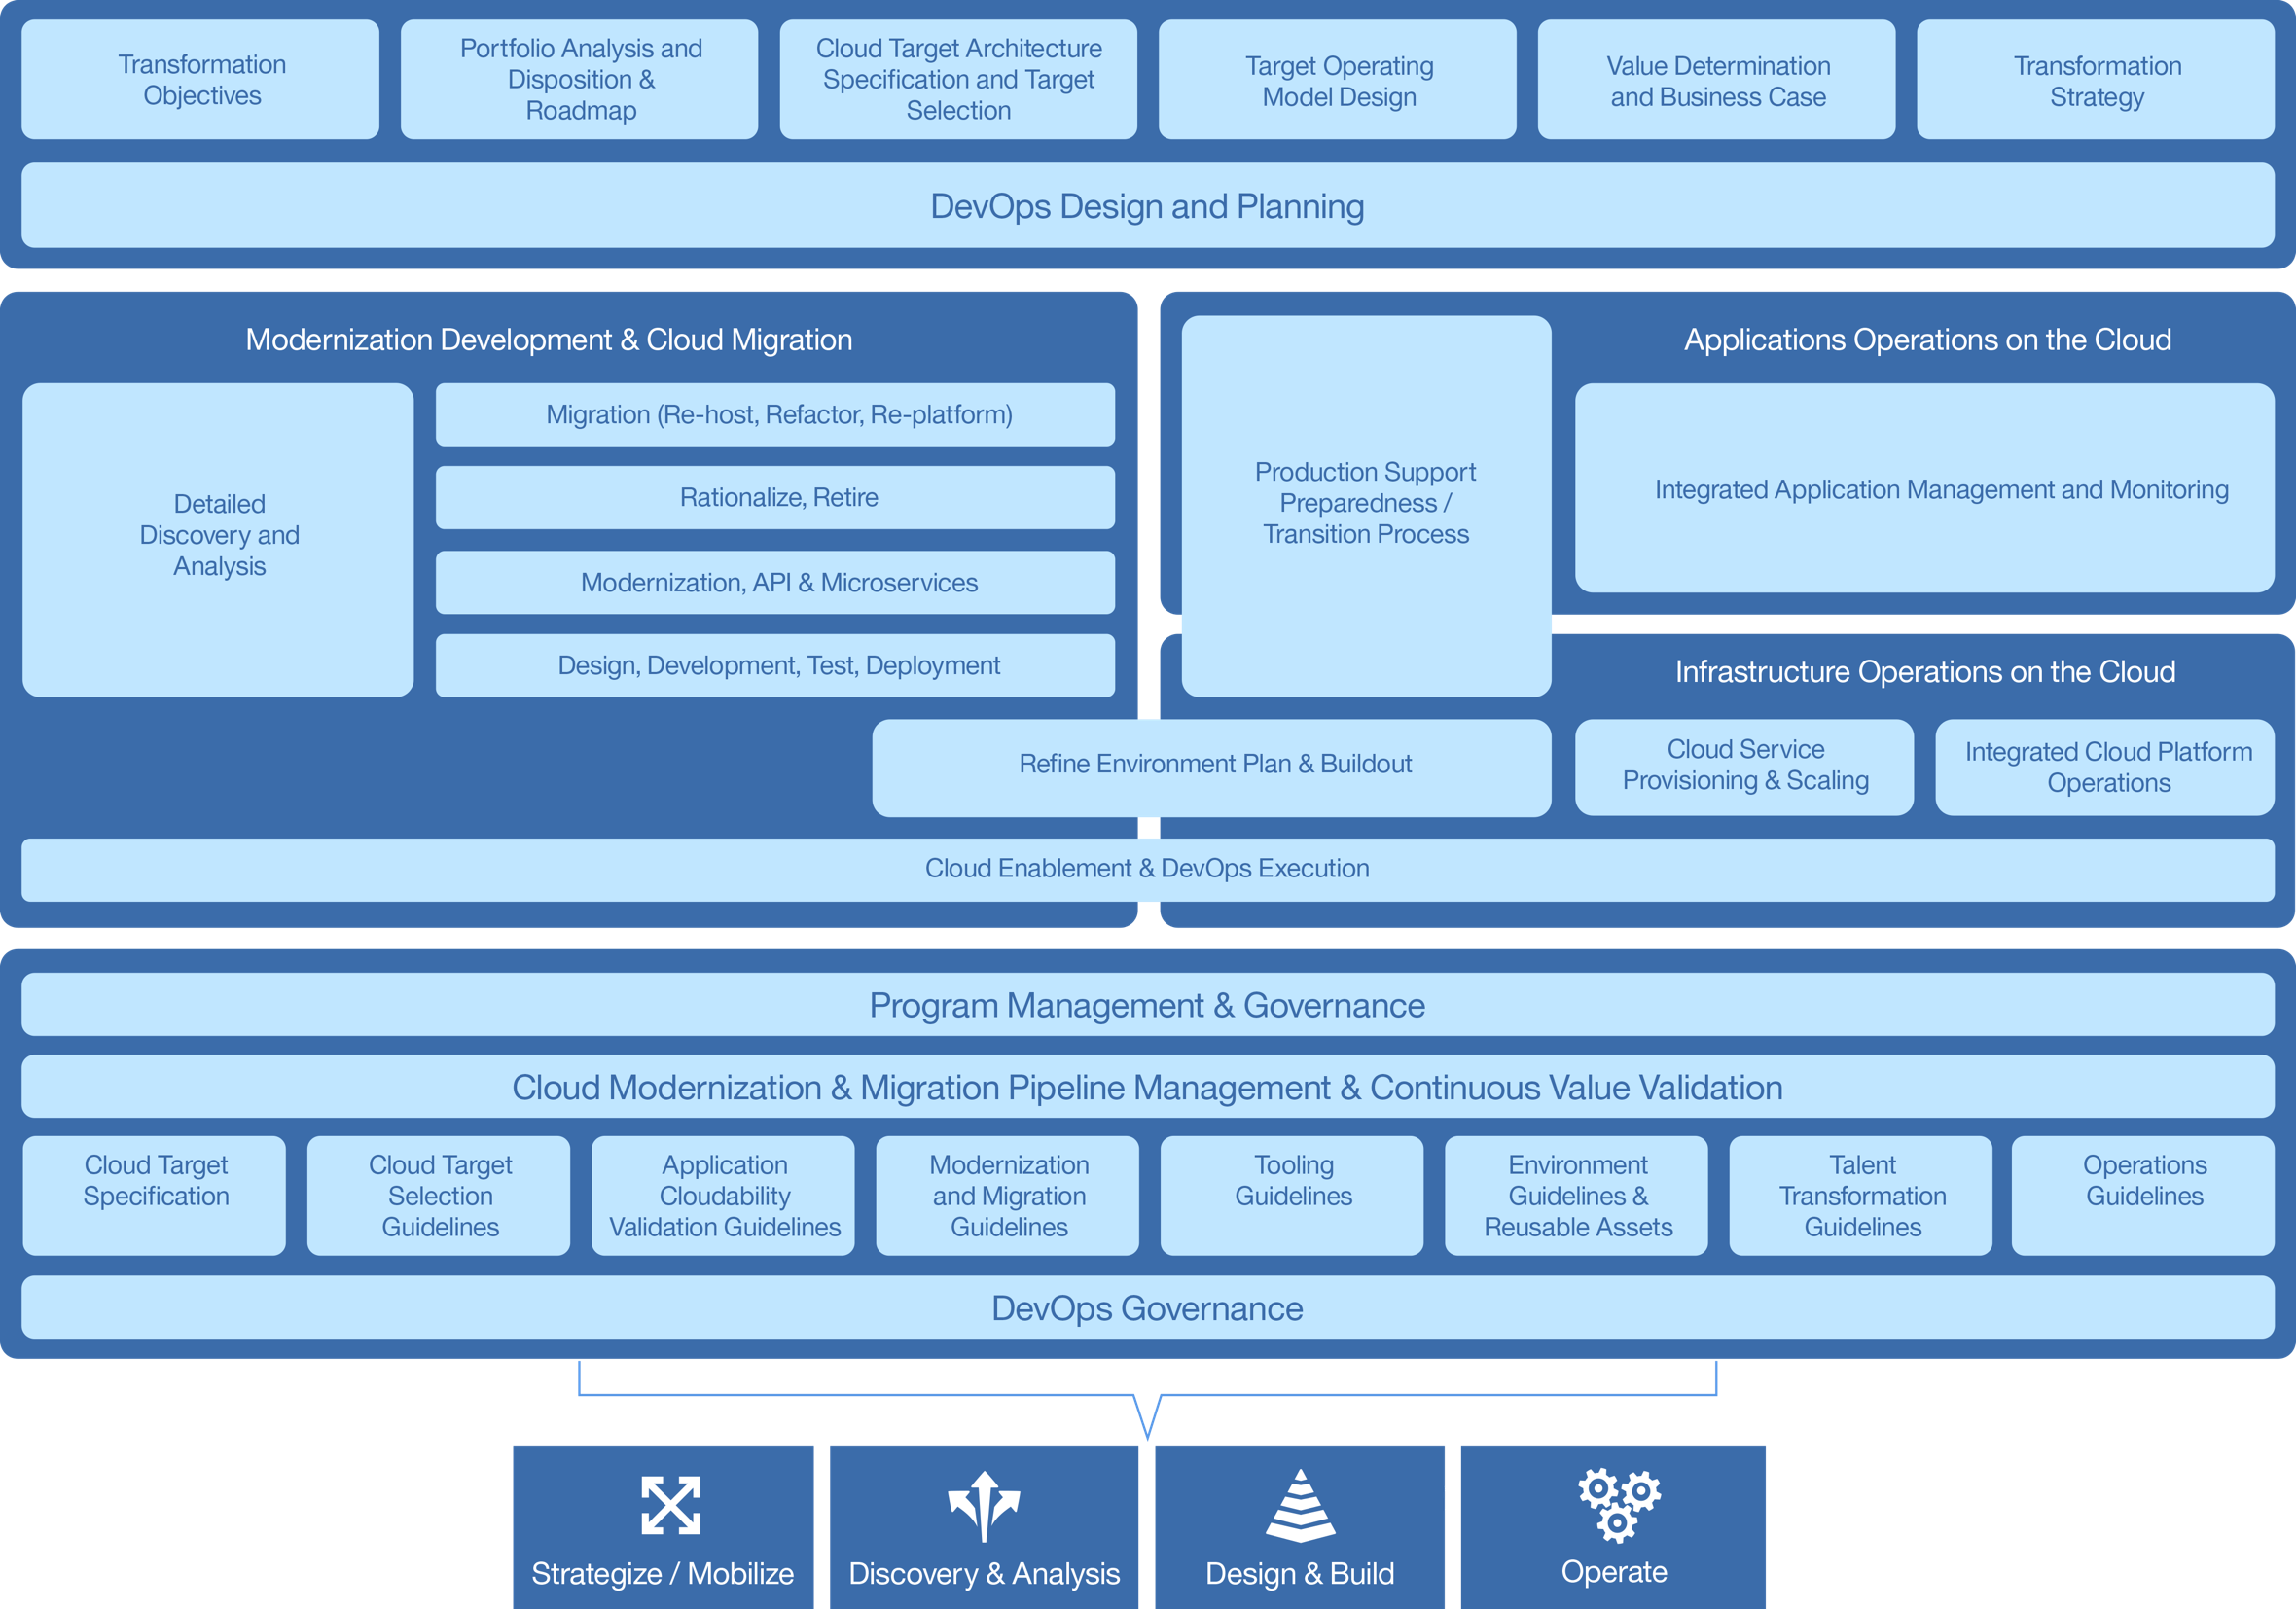 Transformation
Objectives
Portfolio Analysis and
Disposition &
Roadmap
Cloud Target Architecture
Specification and Target
Selection
Target Operating
Model Design
Value Determination
and Business Case
Transformation
Strategy
DevOps Design and Planning
Modernization Development & Cloud Migration
Detailed
Discovery and
Analysis
Migration (Re-host, Refactor, Re-platform)
Rationalize, Retire
Modernization, API & Microservices
Design, Development, Test, Deployment
Production Support
Preparedness /
Transition Process
Applications Operations on the Cloud
Integrated Application Management and Monitoring
Infrastructure Operations on the Cloud
Refine Environment Plan & Buildout
Cloud Service
Provisioning & Scaling
Integrated Cloud Platform
Operations
Cloud Enablement & DevOps Execution
Program Management & Governance
Cloud Modernization & Migration Pipeline Management & Continuous Value Validation
Cloud Target
Specification
Cloud Target
Selection
Guidelines
Application
Cloudability
Validation Guidelines
Modernization
and Migration
Guidelines
Tooling
Guidelines
Environment
Guidelines &
Reusable Assets
Talent
Transformation
Guidelines
Operations
Guidelines
DevOps Governance
Strategize / Mobilize
Discovery & Analysis
Design & Build
Operate